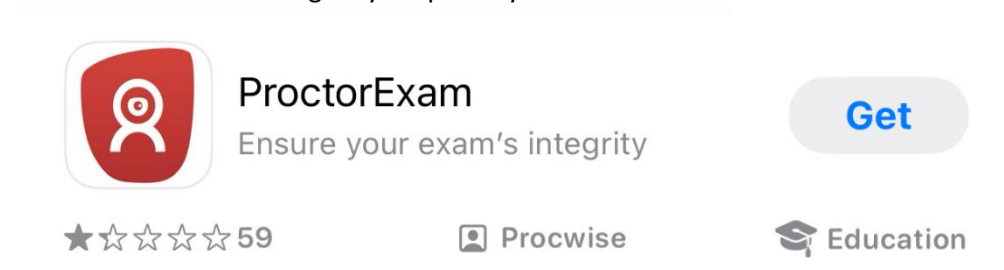 ProctorExam
Ensure your exam's integrity
Get
59
Procwise
Education